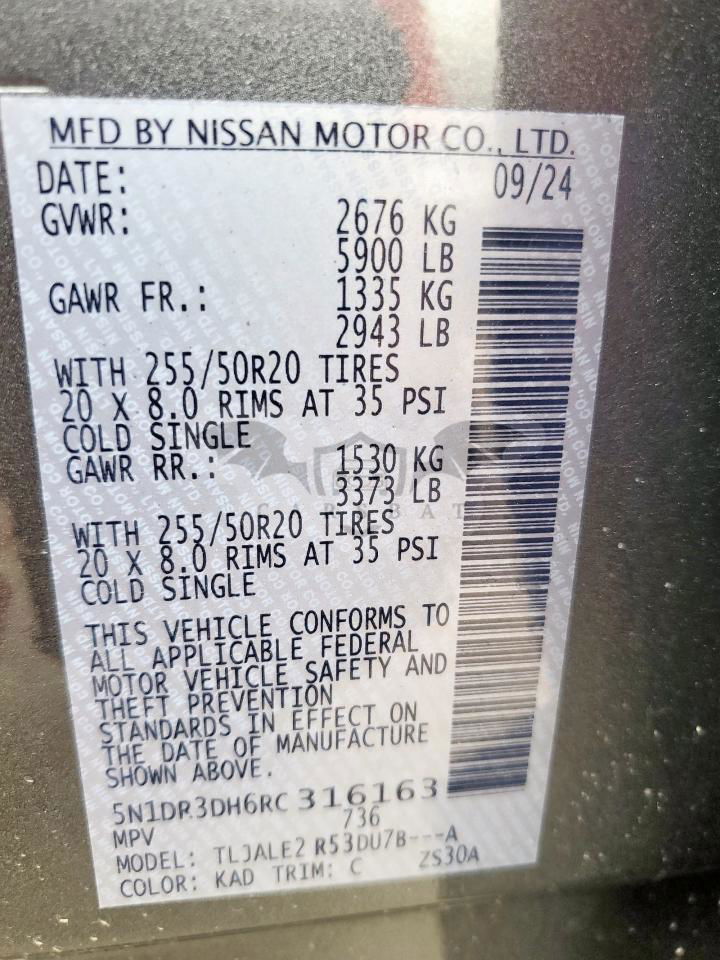 MFD BY NISSAN MOTOR CO., LTD.
DATE: 09/24
GVWR: 2676 KG
5900 LB
GAWR FR.: 1335 KG
2943 LB
WITH 255/50R20 TIRES
20 X 8.0 RIMS AT 35 PSI
COLD SINGLE
GAWR RR.: 1530 KG
3373 LB
WITH 255/50R20 TIRES
20 X 8.0 RIMS AT 35 PSI
COLD SINGLE
THIS VEHICLE CONFORMS TO
ALL APPLICABLE FEDERAL
MOTOR VEHICLE SAFETY AND
THEFT PREVENTION
STANDARDS IN EFFECT ON
THE DATE OF MANUFACTURE
SHOWN ABOVE.
5N1DR3DH6RC316163
MPV 736
MODEL: TLJALE2 R53DU7B---A
COLOR: KAD TRIM: C ZS30A